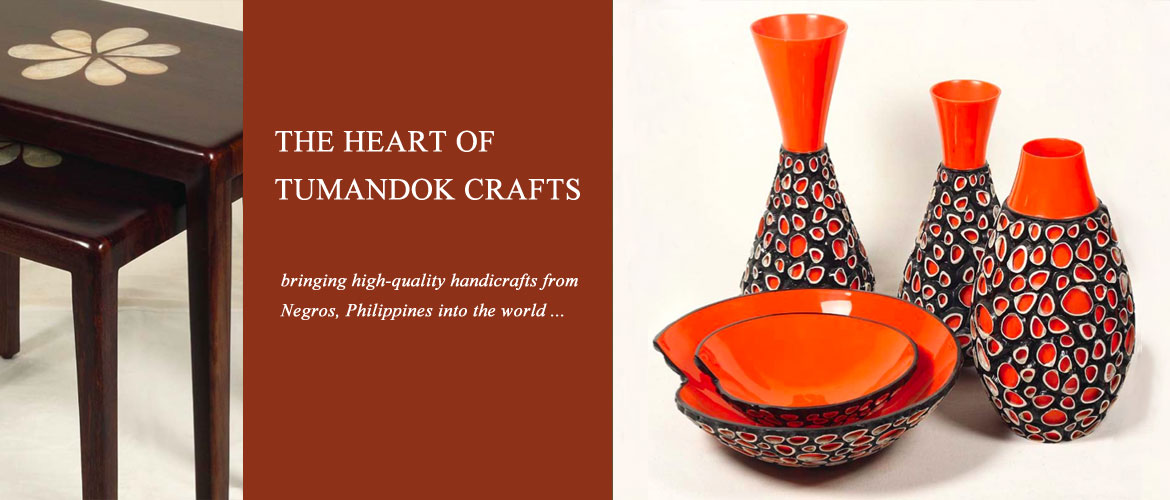 THE HEART OF
TUMANDOK CRAFTS
bringing high-quality handicrafts from
Negros, Philippines into the world ...